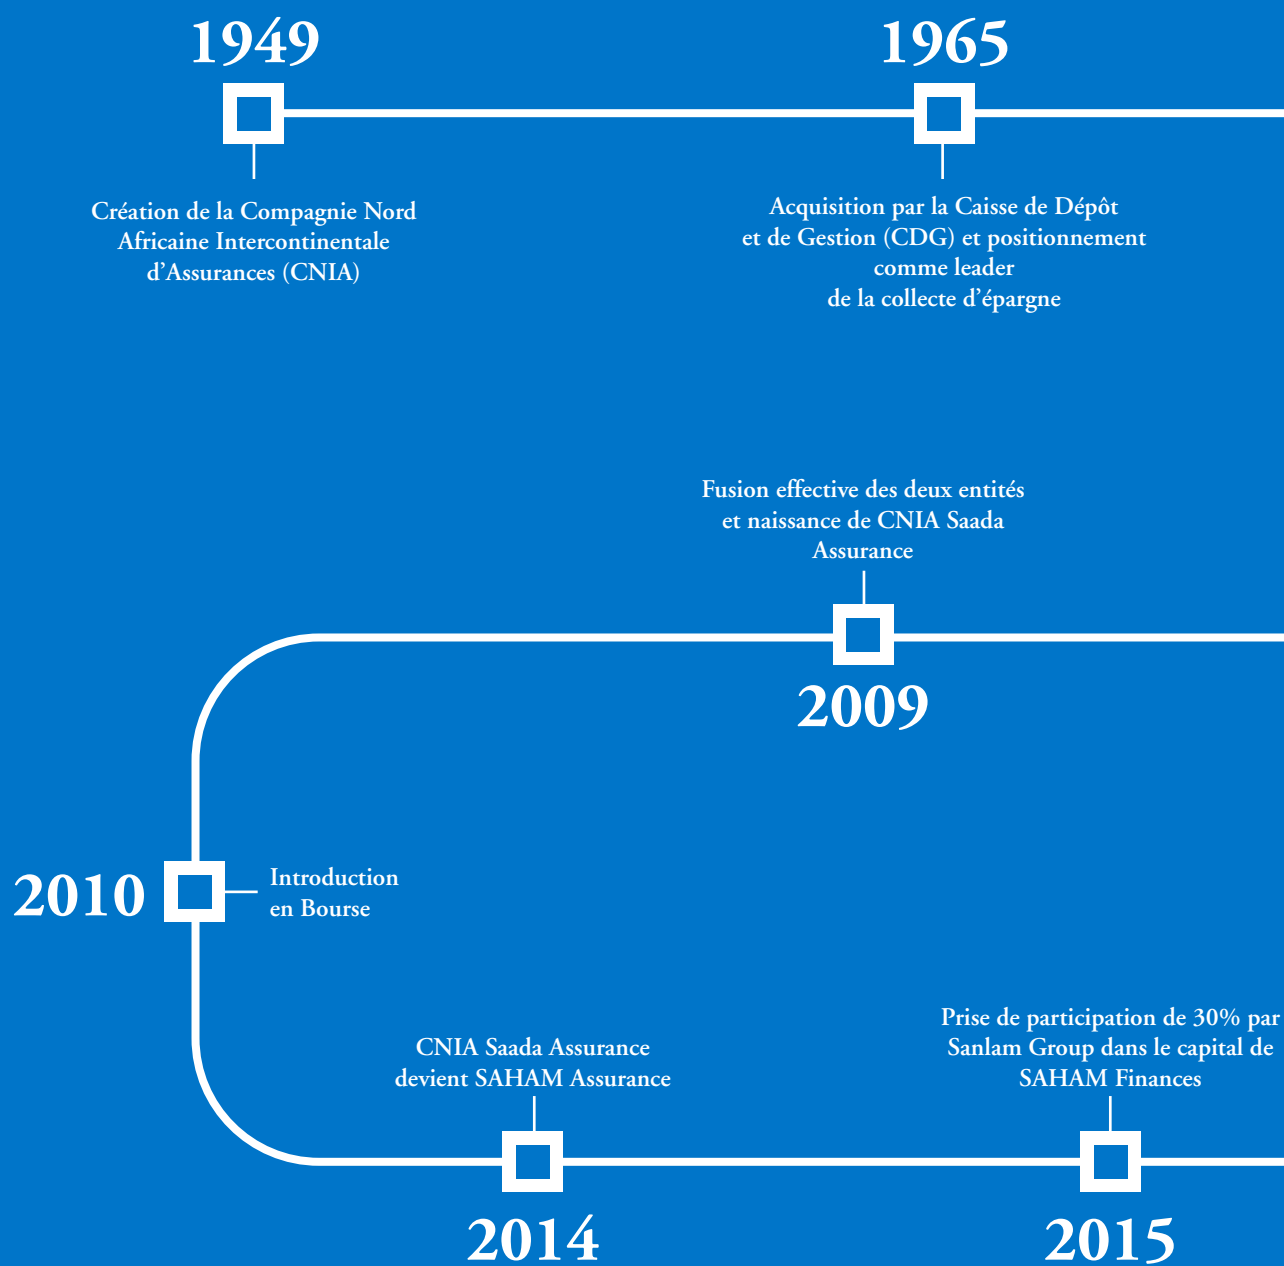 1949
Création de la Compagnie Nord
Africaine Intercontinentale
d’Assurances (CNIA)
1965
Acquisition par la Caisse de Dépôt
et de Gestion (CDG) et positionnement
comme leader
de la collecte d’épargne
Fusion effective des deux entités
et naissance de CNIA Saada
Assurance
2009
2010
Introduction
en Bourse
CNIA Saada Assurance
devient SAHAM Assurance
2014
Prise de participation de 30% par
Sanlam Group dans le capital de
SAHAM Finances
2015